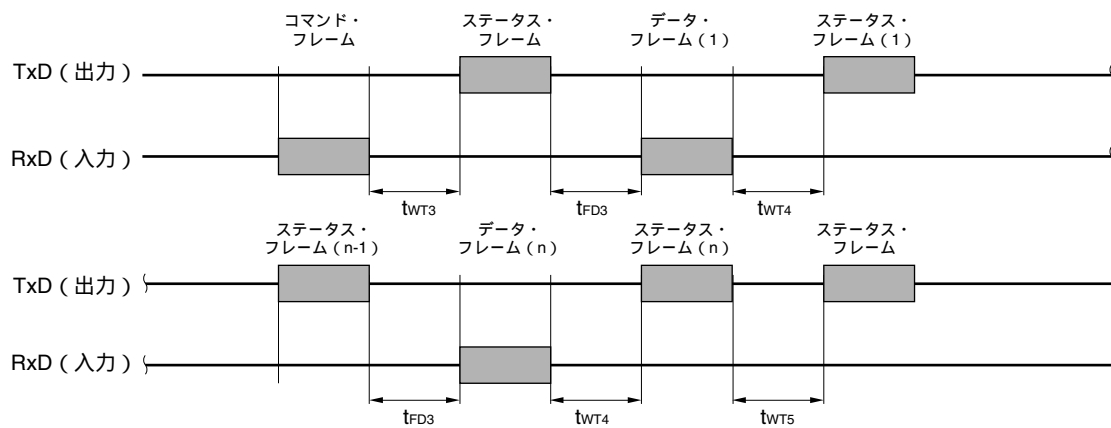 コマンド・
フレーム
ステータス・
フレーム
データ・
フレーム(1)
ステータス・
フレーム(1)
TxD(出力)
RxD(入力)
tWT3
tFD3
tWT4
ステータス・
フレーム(n-1)
データ・
フレーム(n)
ステータス・
フレーム(n)
ステータス・
フレーム
TxD(出力)
RxD(入力)
tFD3
tWT4
tWT5